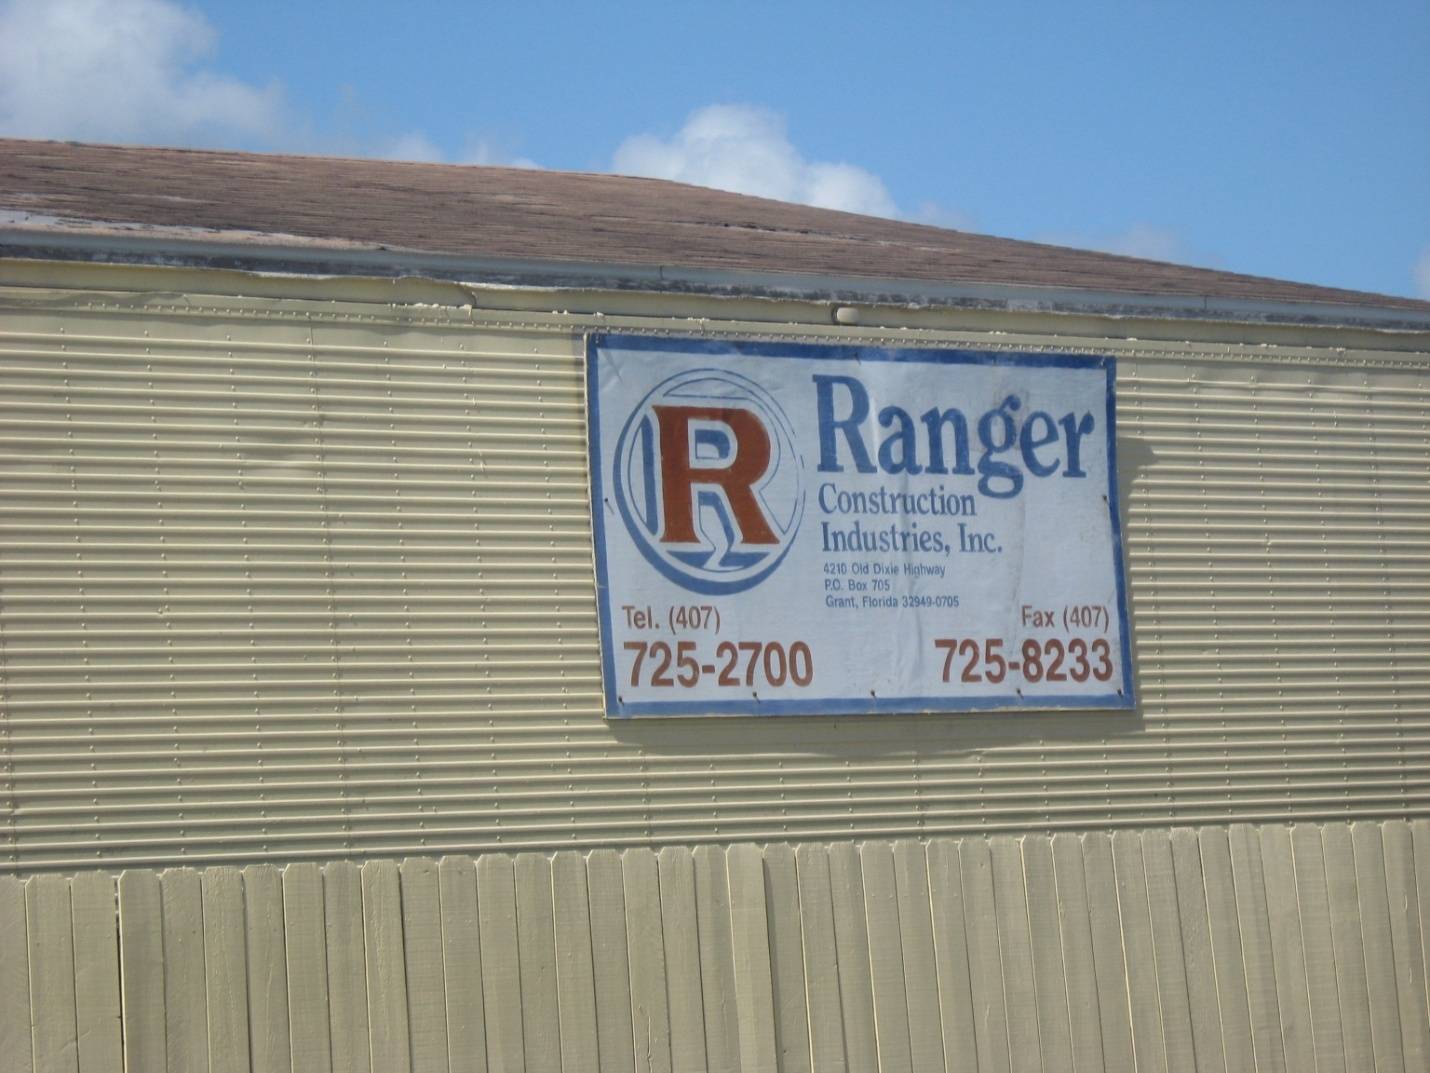 R
Ranger
Construction
Industries, Inc.
4210 Old Dixie Highway
P.O. Box 705
Grant, Florida 32949-0705
Tel. (407)
725-2700
Fax (407)
725-8233